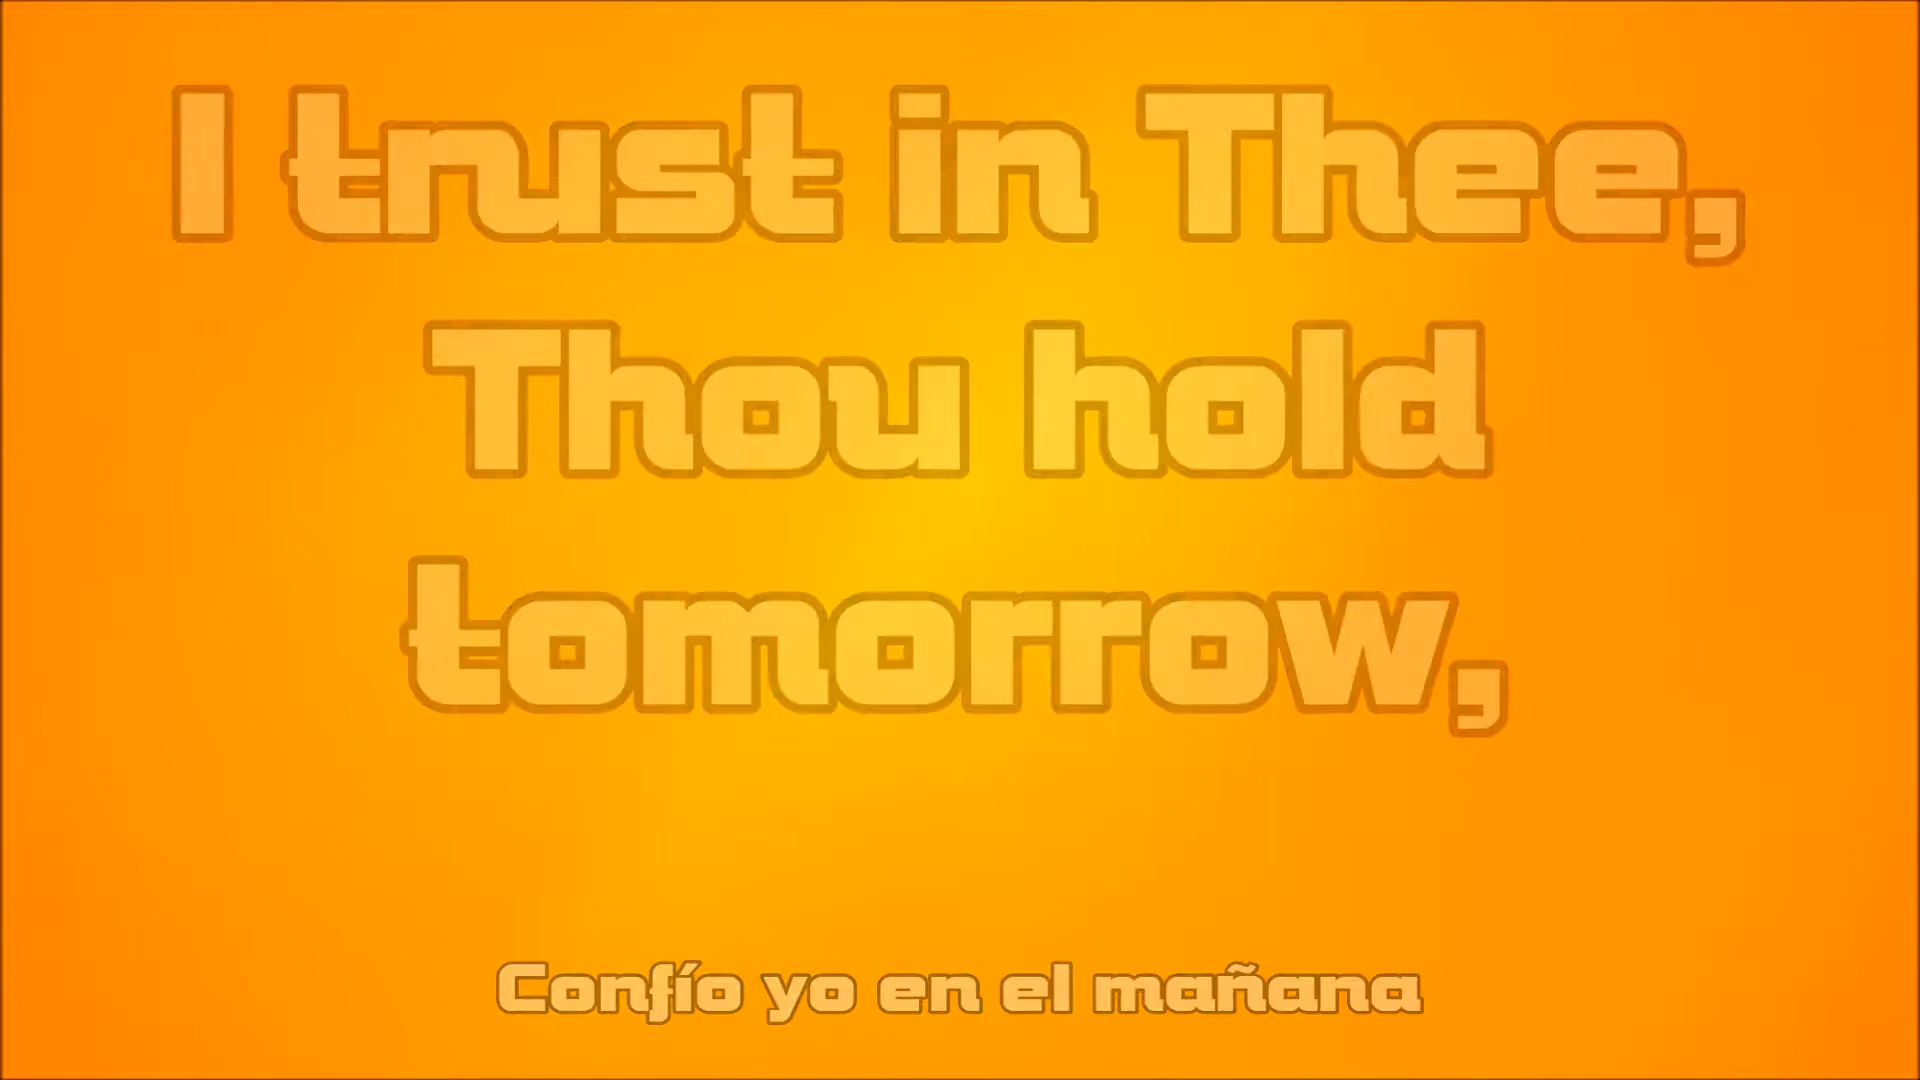 I trust in Thee,
Thou hold
tomorrow,
Confío yo en el mañana